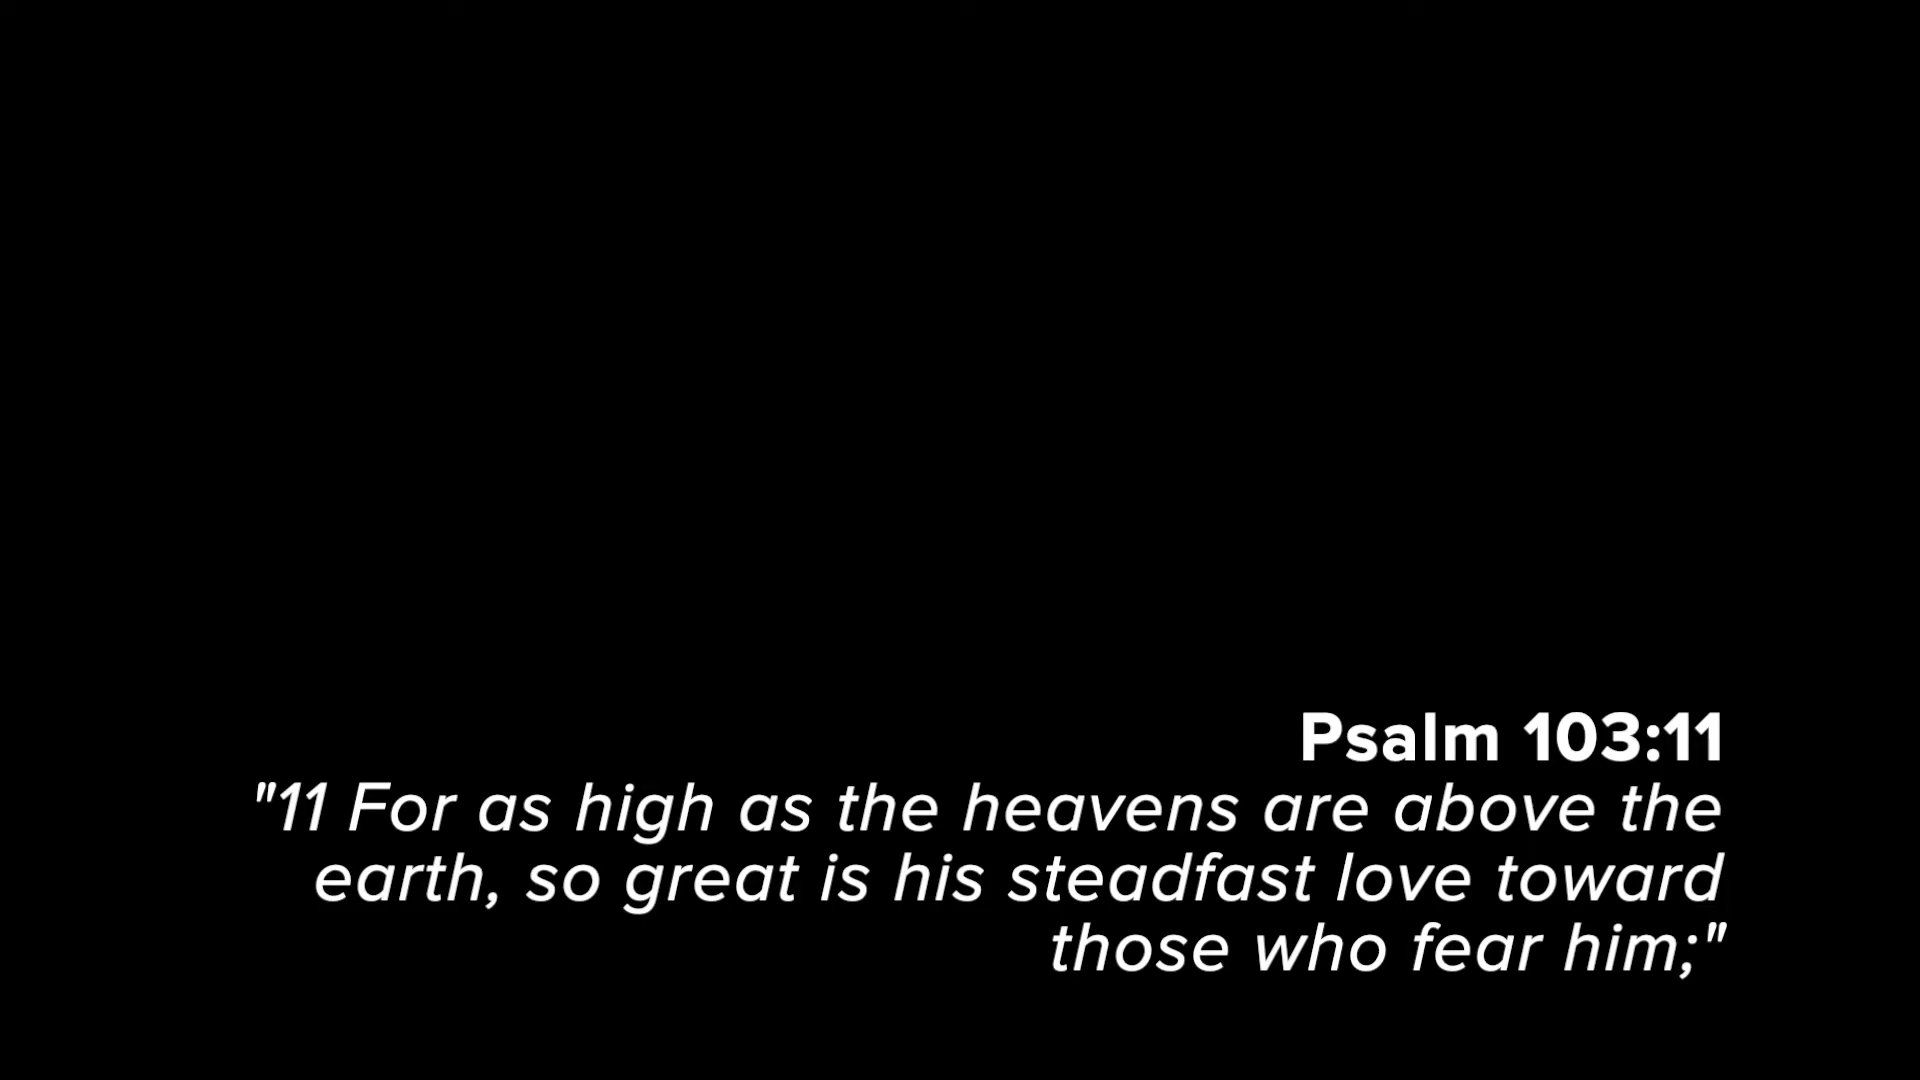 Psalm 103:11
"11 For as high as the heavens are above the
earth, so great is his steadfast love toward
those who fear him;"